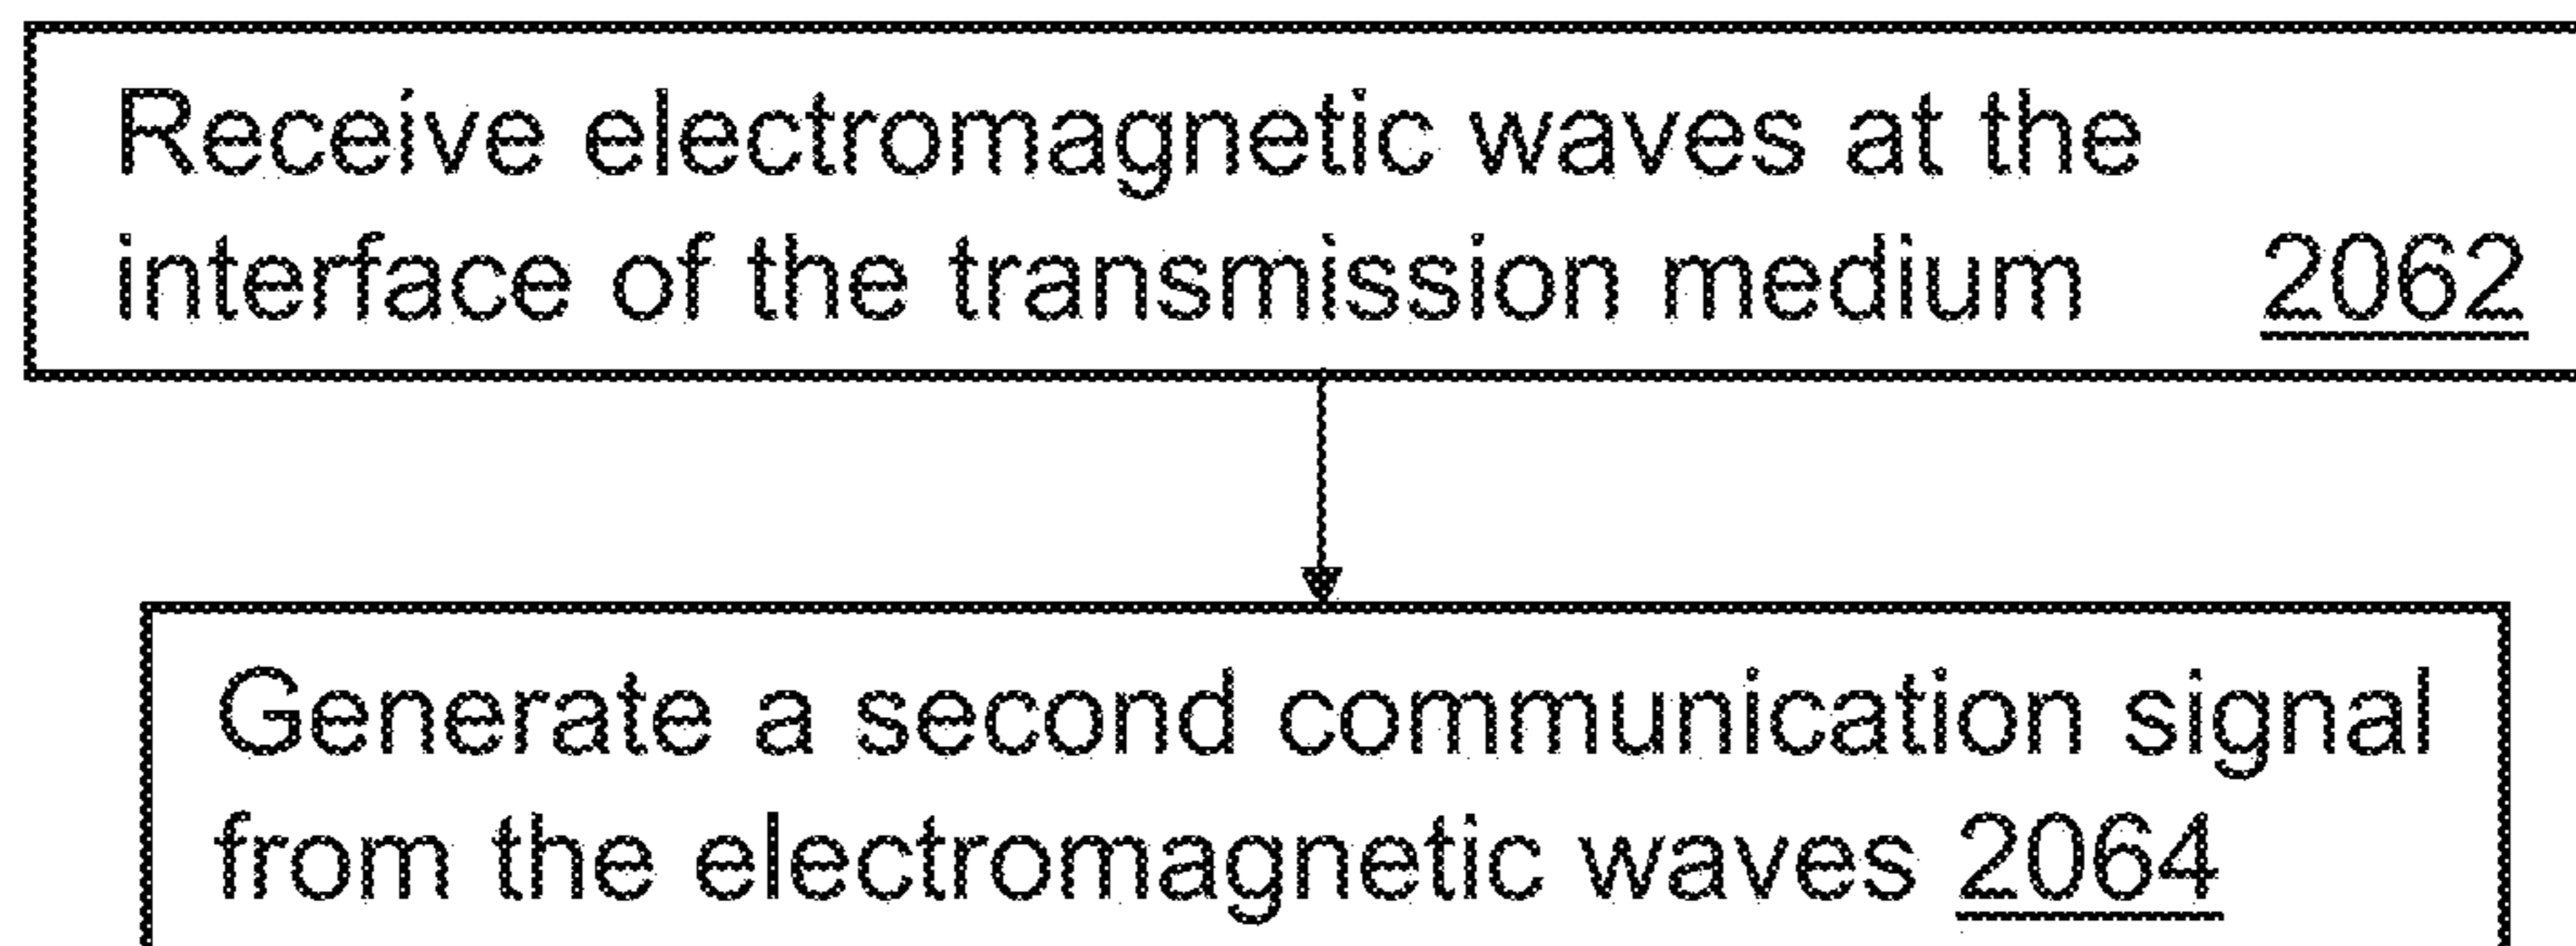 Receive electromagnetic waves at the
interface of the transmission medium 2062
Generate a second communication signal
from the electromagnetic waves 2064